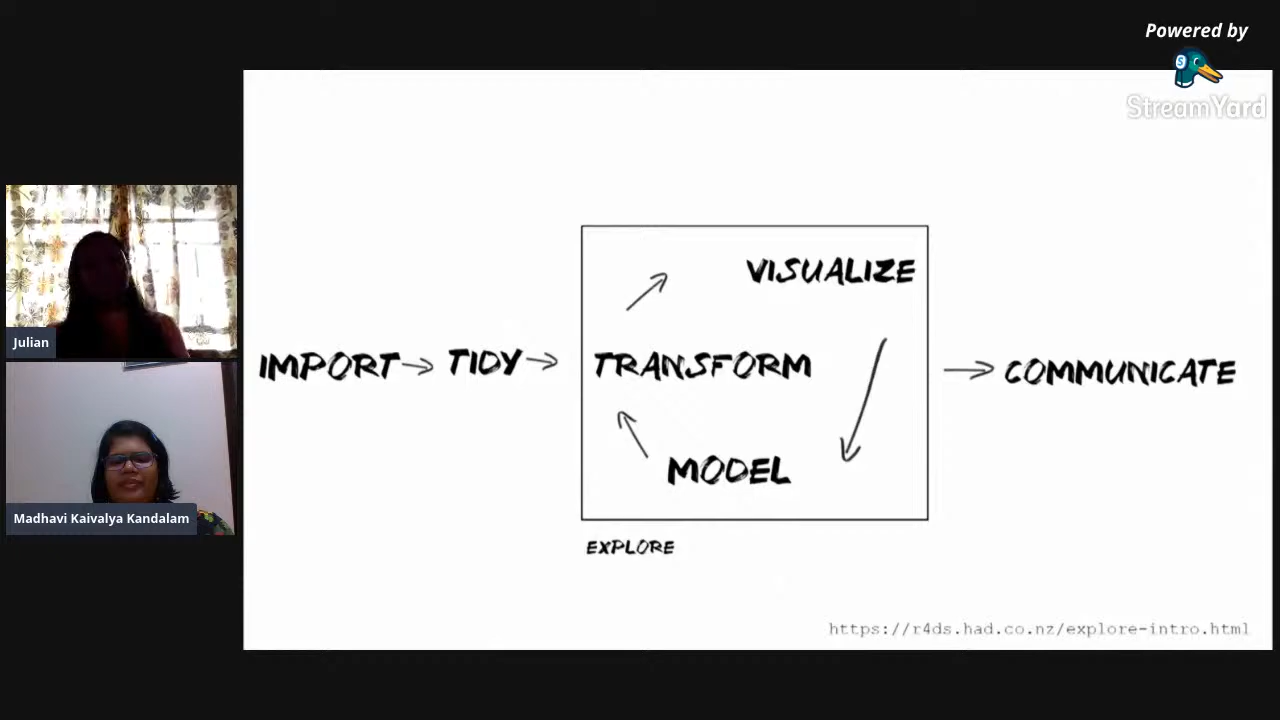 Powered by
StreamYard
VISUALIZE
IMPORT → TIDY → TRANSFORM → COMMUNICATE
MODEL
EXPLORE
https://r4ds.had.co.nz/explore-intro.html
Julian
Madhavi Kaivalya Kandalam